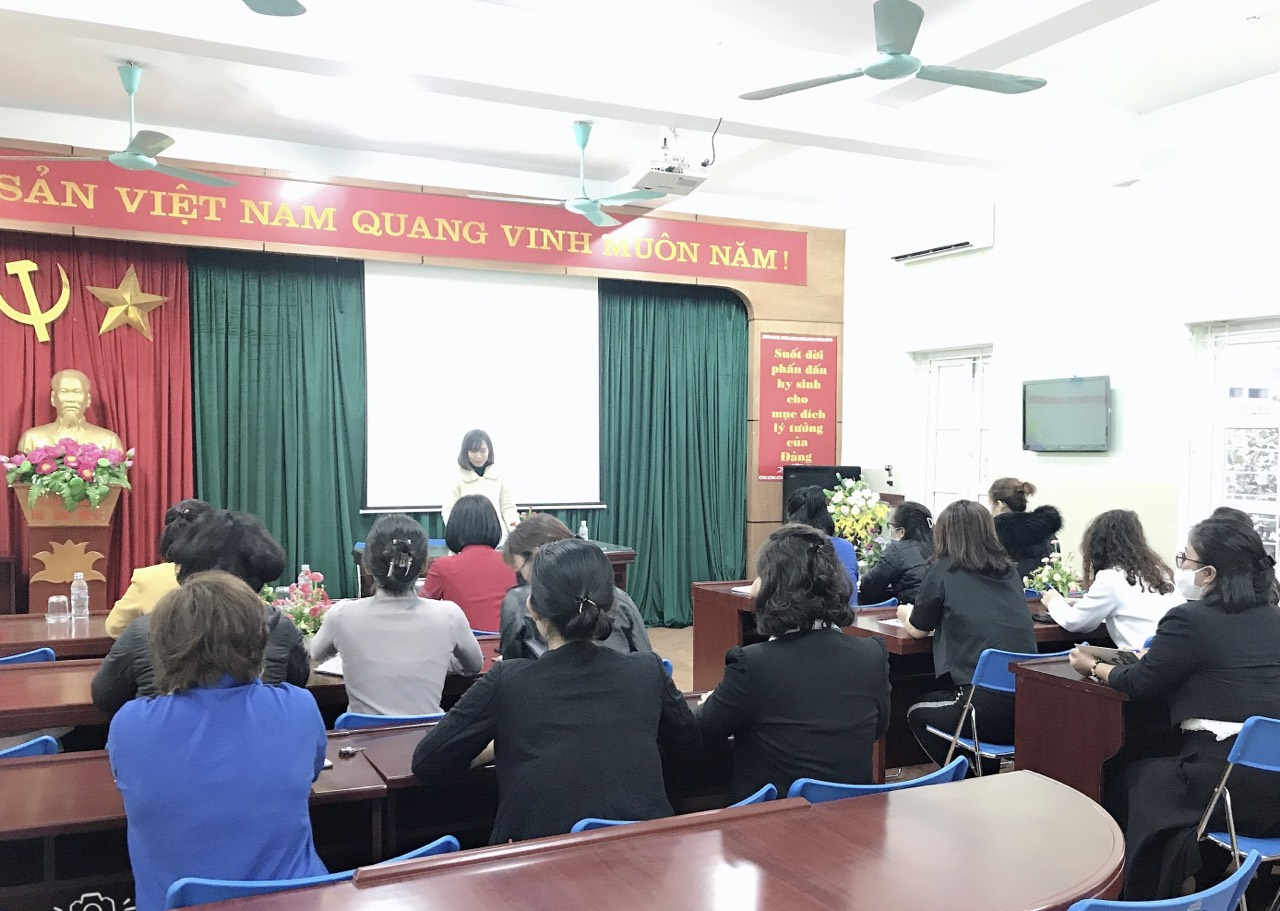 SẢN VIỆT NAM QUANG VINH MUÔN NĂM!
Suốt đời
phấn đấu
hy sinh
cho
mục đích
lý tưởng
của
Đảng